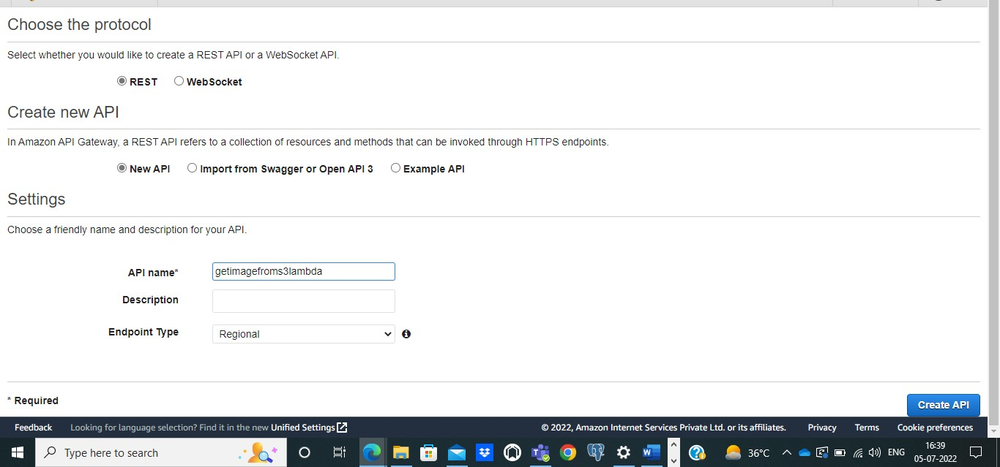 Choose the protocol
Select whether you would like to create a REST API or a WebSocket API.
REST WebSocket
Create new API
In Amazon API Gateway, a REST API refers to a collection of resources and methods that can be invoked through HTTPS endpoints.
New API Import from Swagger or Open API 3 Example API
Settings
Choose a friendly name and description for your API.
API name* getimagefroms3lambda
Description
Endpoint Type Regional
* Required
Create API
Feedback Looking for language selection? Find it in the new Unified Settings © 2022, Amazon Internet Services Private Ltd. or its affiliates. Privacy Terms Cookie preferences
Type here to search 36°C ENG 16:39
05-07-2022